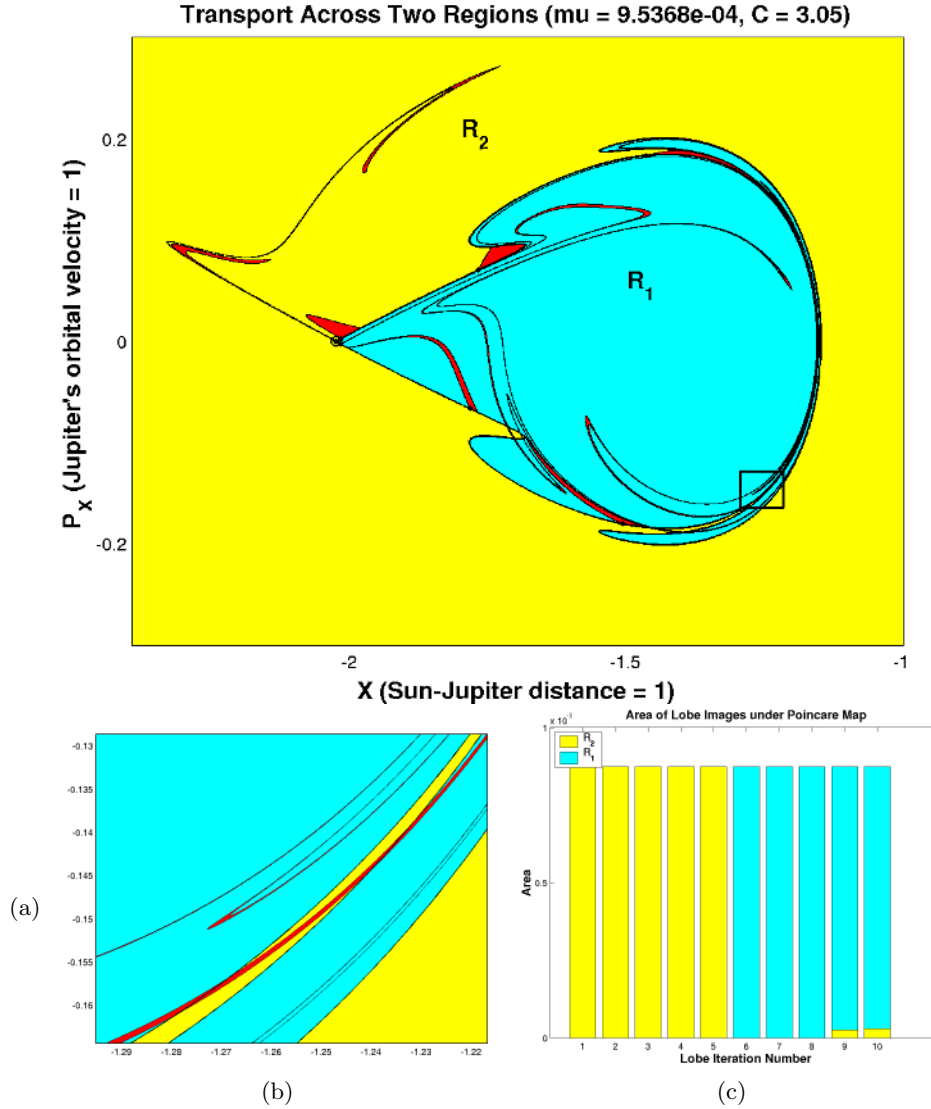 Transport Across Two Regions (mu = 9.5368e-04, C = 3.05)
R2
R1
0.2
0
-0.2
PX (Jupiter's orbital velocity = 1)
-2
-1.5
-1
X (Sun-Jupiter distance = 1)
-0.13
-0.135
-0.14
-0.145
-0.15
-0.155
-0.16
-1.29
-1.28
-1.27
-1.26
-1.25
-1.24
-1.23
-1.22
(a)
(b)
Area of Lobe Images under Poincare Map
1
R2
R1
0.5
0
Area
1 2 3 4 5 6 7 8 9 10
Lobe Iteration Number
(c)